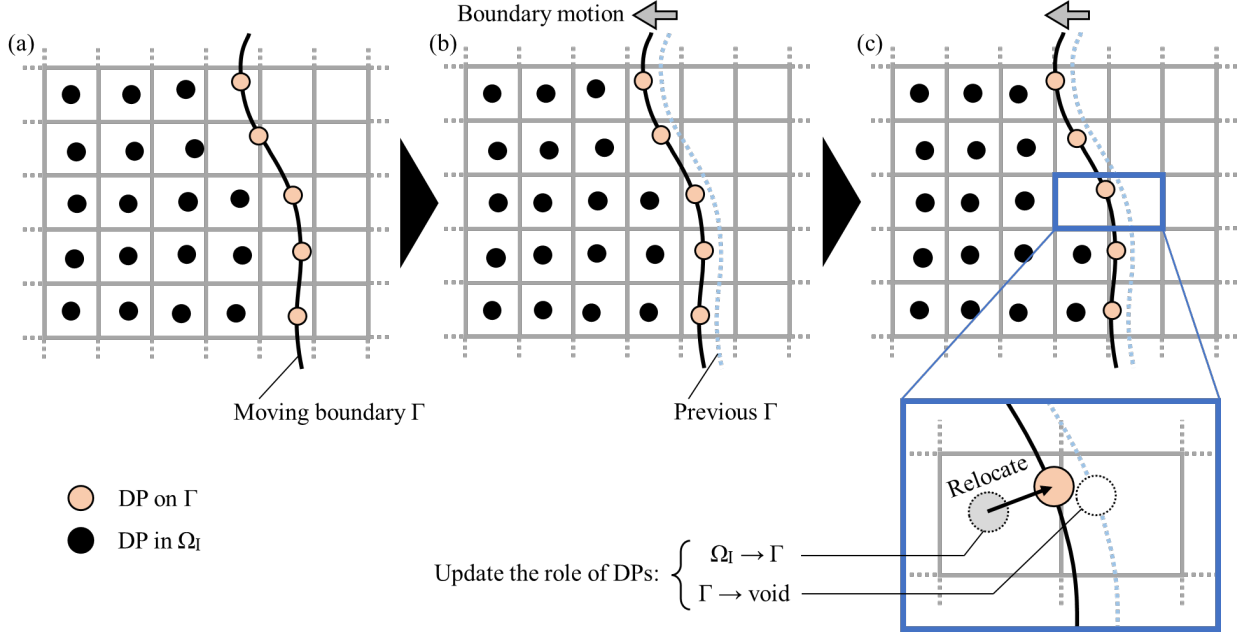 Boundary motion
(a)
(b)
(c)
Moving boundary Γ
Previous Γ
DP on Γ
DP in Ω_I
Relocate
Update the role of DPs:
Ω_I → Γ
Γ → void